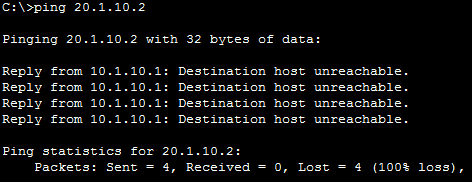 C:\>ping 20.1.10.2
Pinging 20.1.10.2 with 32 bytes of data:
Reply from 10.1.10.1: Destination host unreachable.
Reply from 10.1.10.1: Destination host unreachable.
Reply from 10.1.10.1: Destination host unreachable.
Reply from 10.1.10.1: Destination host unreachable.
Ping statistics for 20.1.10.2:
    Packets: Sent = 4, Received = 0, Lost = 4 (100% loss),